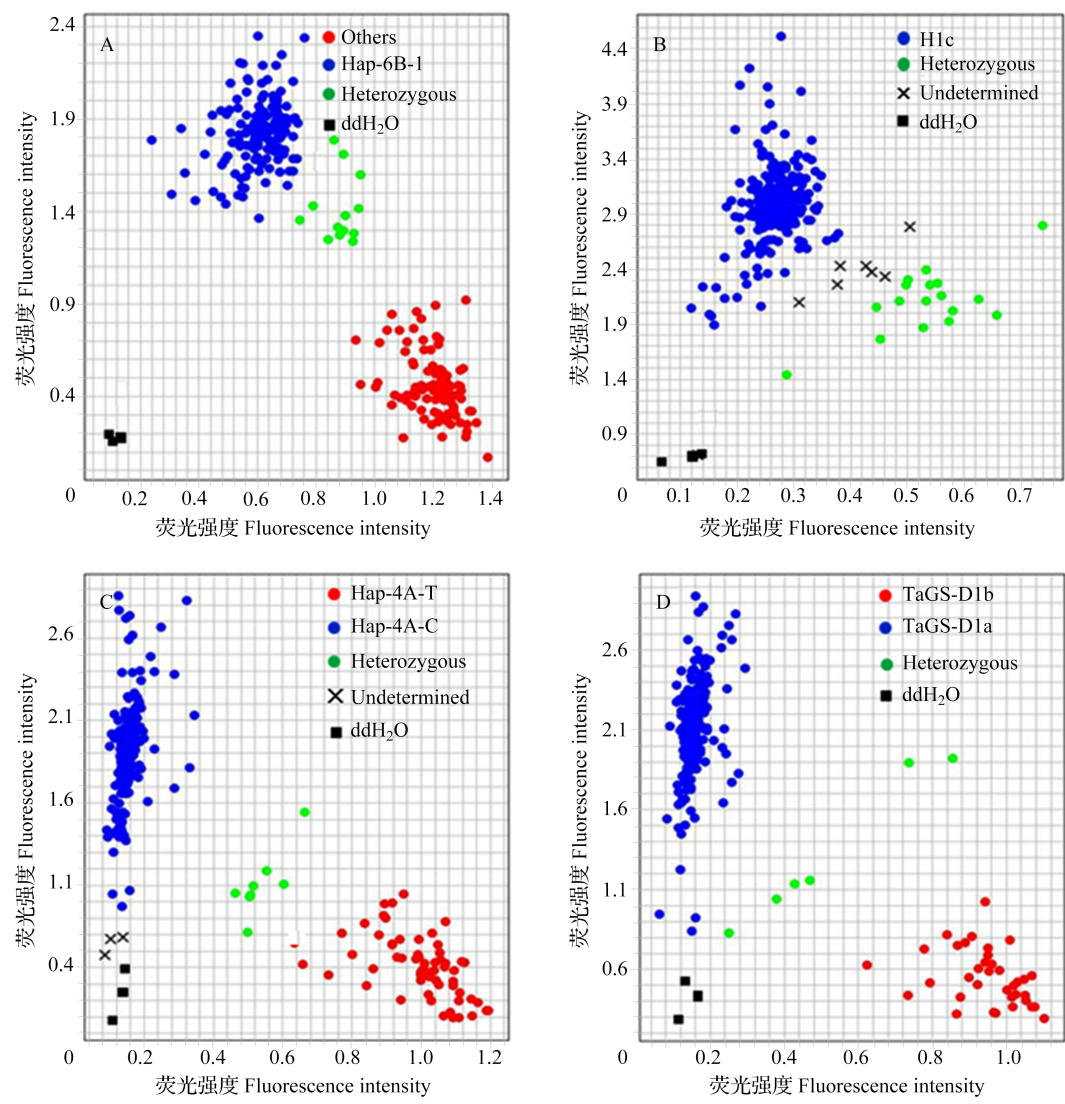 A
Others
Hap-6B-1
Heterozygous
ddH₂O
2.4
1.9
1.4
0.9
0.4
0
0.2 0.4 0.6 0.8 1.0 1.2 1.4
荧光强度 Fluorescence intensity
荧光强度 Fluorescence intensity
B
H1c
Heterozygous
Undetermined
ddH₂O
4.4
3.9
3.4
2.9
2.4
1.9
1.4
0.9
0
0.1 0.2 0.3 0.4 0.5 0.6 0.7
荧光强度 Fluorescence intensity
荧光强度 Fluorescence intensity
C
Hap-4A-T
Hap-4A-C
Heterozygous
Undetermined
ddH₂O
2.6
2.1
1.6
1.1
0.4
0
0.2 0.4 0.6 0.8 1.0 1.2
荧光强度 Fluorescence intensity
荧光强度 Fluorescence intensity
D
TaGS-D1b
TaGS-D1a
Heterozygous
ddH₂O
2.6
2.1
1.6
1.1
0.6
0
0.2 0.4 0.6 0.8 1.0
荧光强度 Fluorescence intensity
荧光强度 Fluorescence intensity